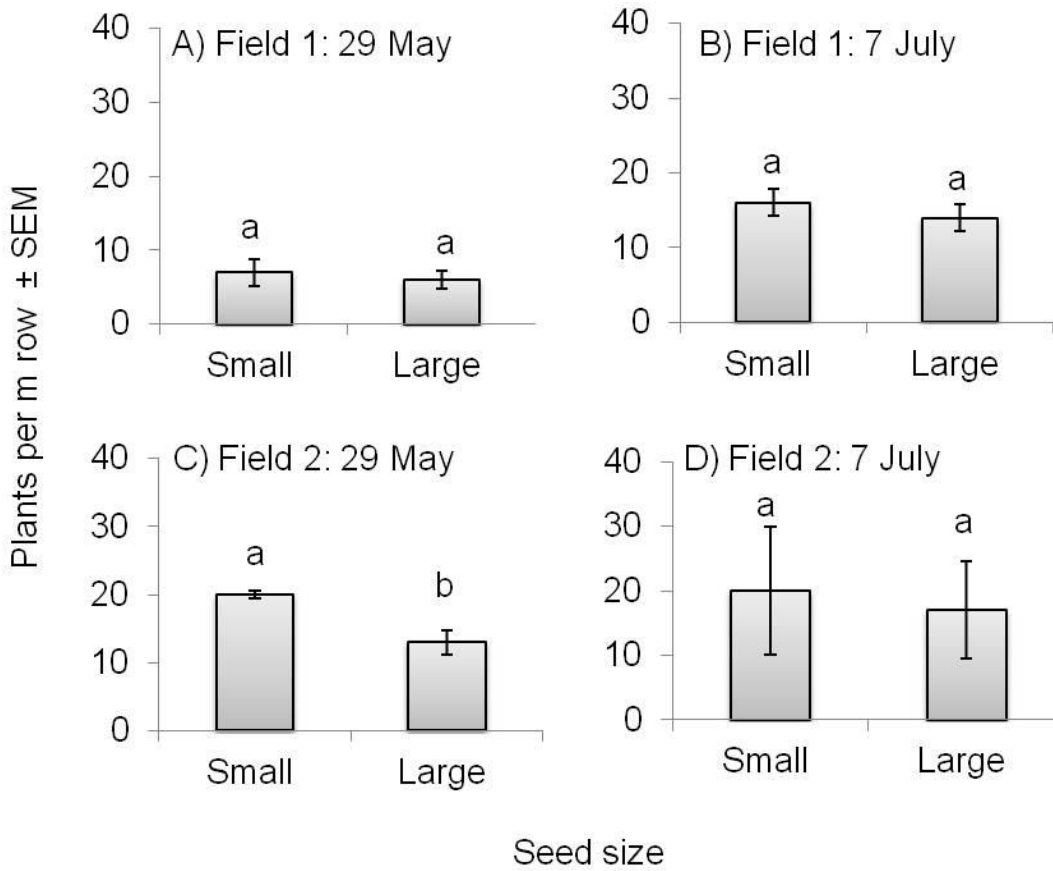 Plants per m row ± SEM
A) Field 1: 29 May
40
30
20
10
0
a
a
Small
Large
B) Field 1: 7 July
40
30
20
10
0
a
a
Small
Large
C) Field 2: 29 May
40
30
20
10
0
a
b
Small
Large
D) Field 2: 7 July
40
30
20
10
0
a
a
Small
Large
Seed size